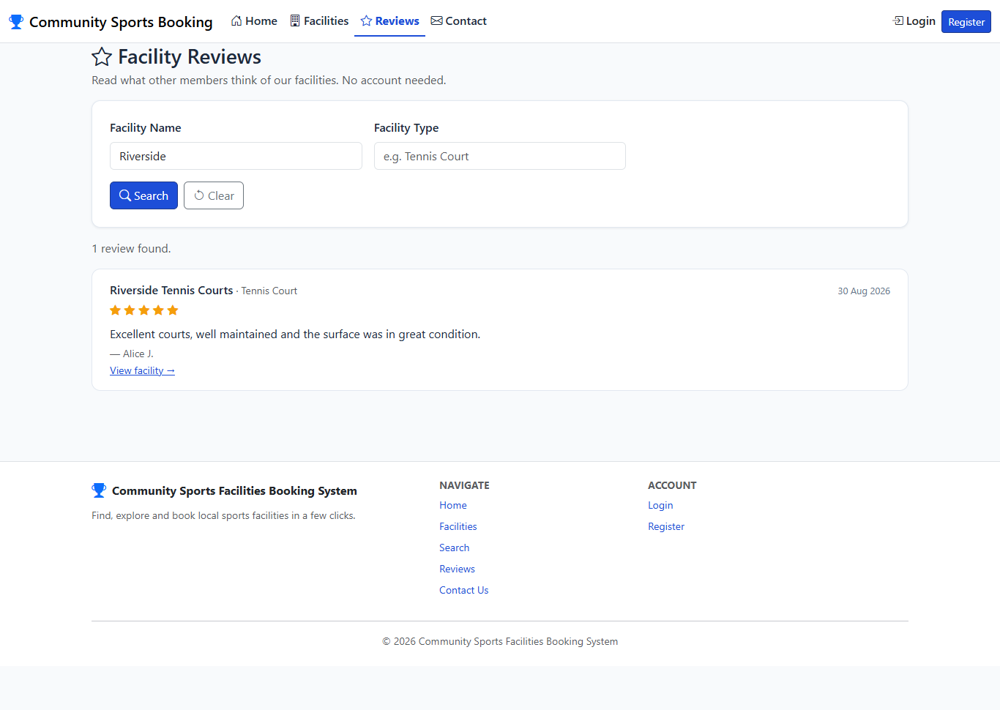 Community Sports Booking
Home
Facilities
Reviews
Contact
Login
Register
Facility Reviews
Read what other members think of our facilities. No account needed.
Facility Name
Facility Type
Riverside
e.g. Tennis Court
Search
Clear
1 review found.
Riverside Tennis Courts · Tennis Court
30 Aug 2026
Excellent courts, well maintained and the surface was in great condition.
— Alice J.
View facility →
Community Sports Facilities Booking System
Find, explore and book local sports facilities in a few clicks.
NAVIGATE
Home
Facilities
Search
Reviews
Contact Us
ACCOUNT
Login
Register
© 2026 Community Sports Facilities Booking System